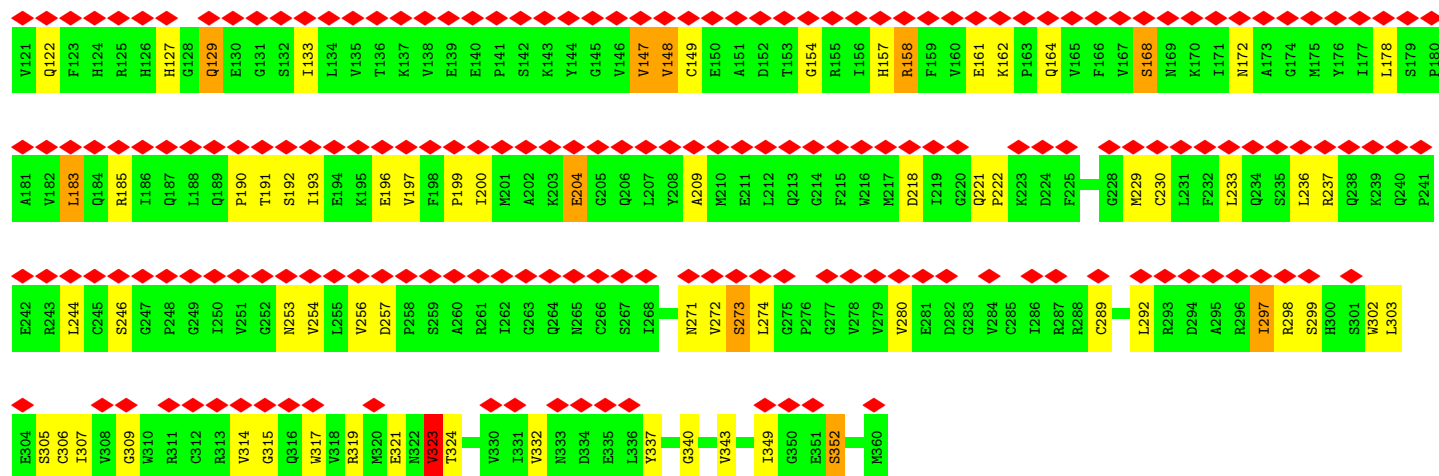 V121 Q122 F123 H124 R125 H126 H127 G128 Q129 E130 G131 S132 I133 L134 V135 T136 K137 V138 E139 E140 P141 S142 K143 Y144 G145 V146 V147 V148 C149 E150 A151 D152 T153 G154 R155 I156 H157 R158 F159 V160 E161 K162 P163 Q164 V165 F166 V167 S168 N169 K170 I171 N172 A173 G174 M175 Y176 I177 L178 S179 P180
A181 V182 L183 Q184 R185 I186 Q187 L188 Q189 P190 T191 S192 I193 E194 K195 E196 V197 F198 P199 I200 M201 A202 K203 E204 G205 Q206 L207 Y208 A209 M210 E211 L212 Q213 G214 F215 W216 M217 D218 I219 G220 Q221 P222 K223 D224 F225 G228 M229 C230 L231 F232 L233 Q234 S235 L236 R237 Q238 K239 Q240 P241
E242 R243 L244 C245 S246 G247 P248 G249 I250 V251 G252 N253 V254 L255 V256 D257 P258 S259 A260 R261 I262 G263 Q264 N265 C266 S267 I268 N271 V272 S273 L274 G275 P276 G277 V278 V279 V280 E281 D282 G283 V284 C285 I286 R287 R288 C289 L292 R293 D294 A295 R296 I297 R298 S299 H300 S301 W302 L303
E304 S305 C306 I307 V308 G309 W310 R311 C312 R313 V314 G315 Q316 W317 V318 R319 M320 E321 N322 V323 T324 V330 I331 V332 N333 D334 E335 L336 Y337 G340 V343 I349 G350 E351 S352 M360